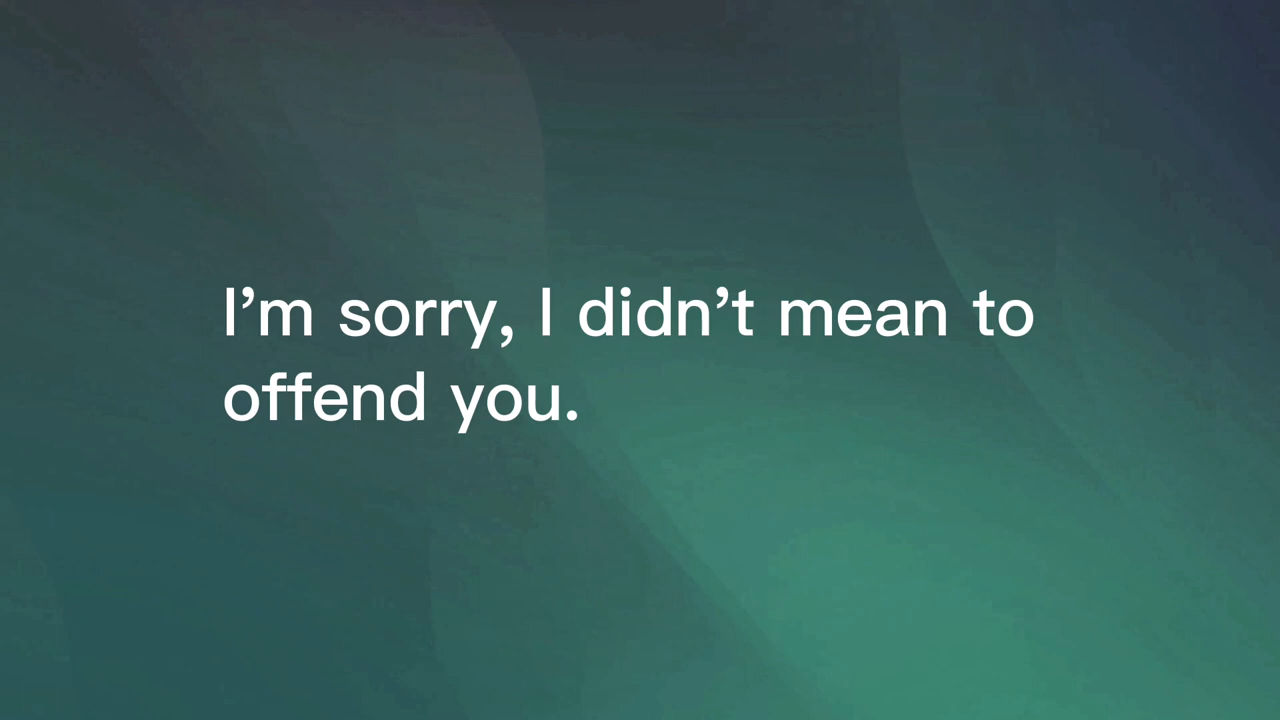 I’m sorry, I didn’t mean to
offend you.